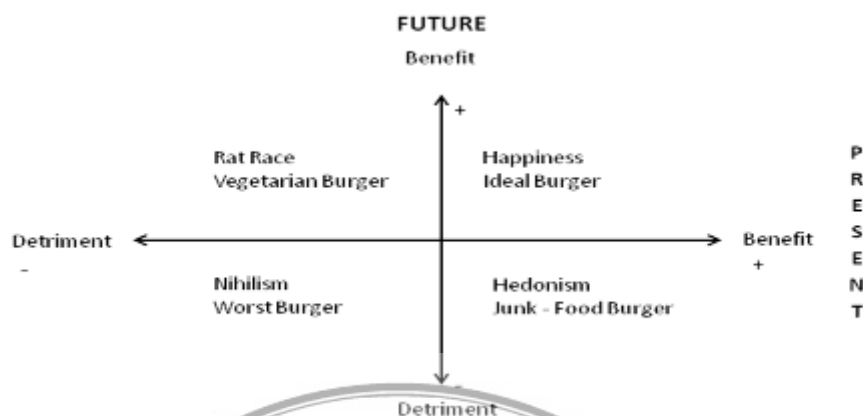 FUTURE
Benefit
+
Rat Race
Vegetarian Burger
Happiness
Ideal Burger
PRESENT
Detriment
-
Benefit
+
Nihilism
Worst Burger
Hedonism
Junk - Food Burger
-
Detriment